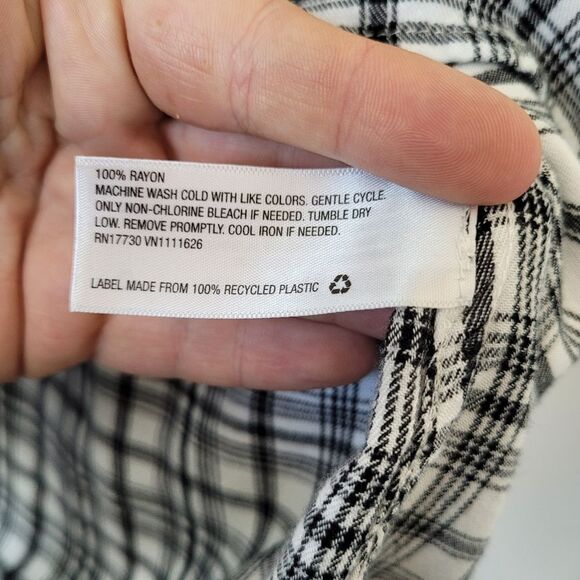 100% RAYON
MACHINE WASH COLD WITH LIKE COLORS. GENTLE CYCLE.
ONLY NON-CHLORINE BLEACH IF NEEDED. TUMBLE DRY
LOW. REMOVE PROMPTLY. COOL IRON IF NEEDED.
RN17730 VN1111626
LABEL MADE FROM 100% RECYCLED PLASTIC